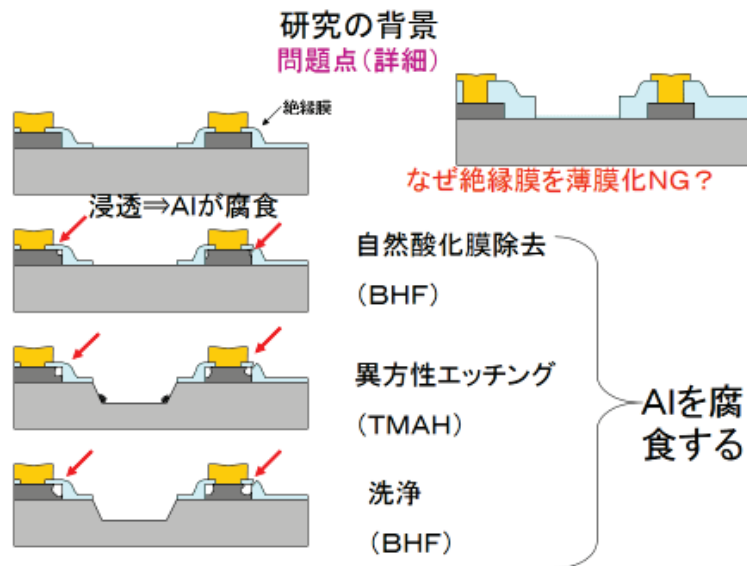 研究の背景
問題点(詳細)
絶縁膜
なぜ絶縁膜を薄膜化NG?
浸透⇒Alが腐食
自然酸化膜除去
(BHF)
異方性エッチング
(TMAH)
洗浄
(BHF)
Alを腐
食する